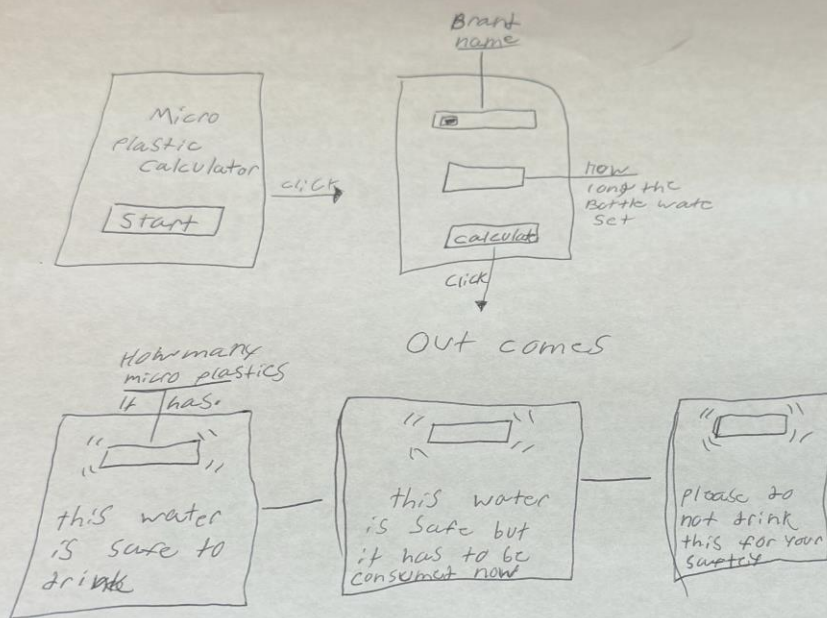 Micro
plastic
calculator
Start
click
Brant
name
how
long the
Bottle wate
set
calculate
click
Out comes
How many
micro plastics
it has.
this water
is safe to
drink
this water
is safe but
it has to be
consumet now
please do
not drink
this for your
saftey